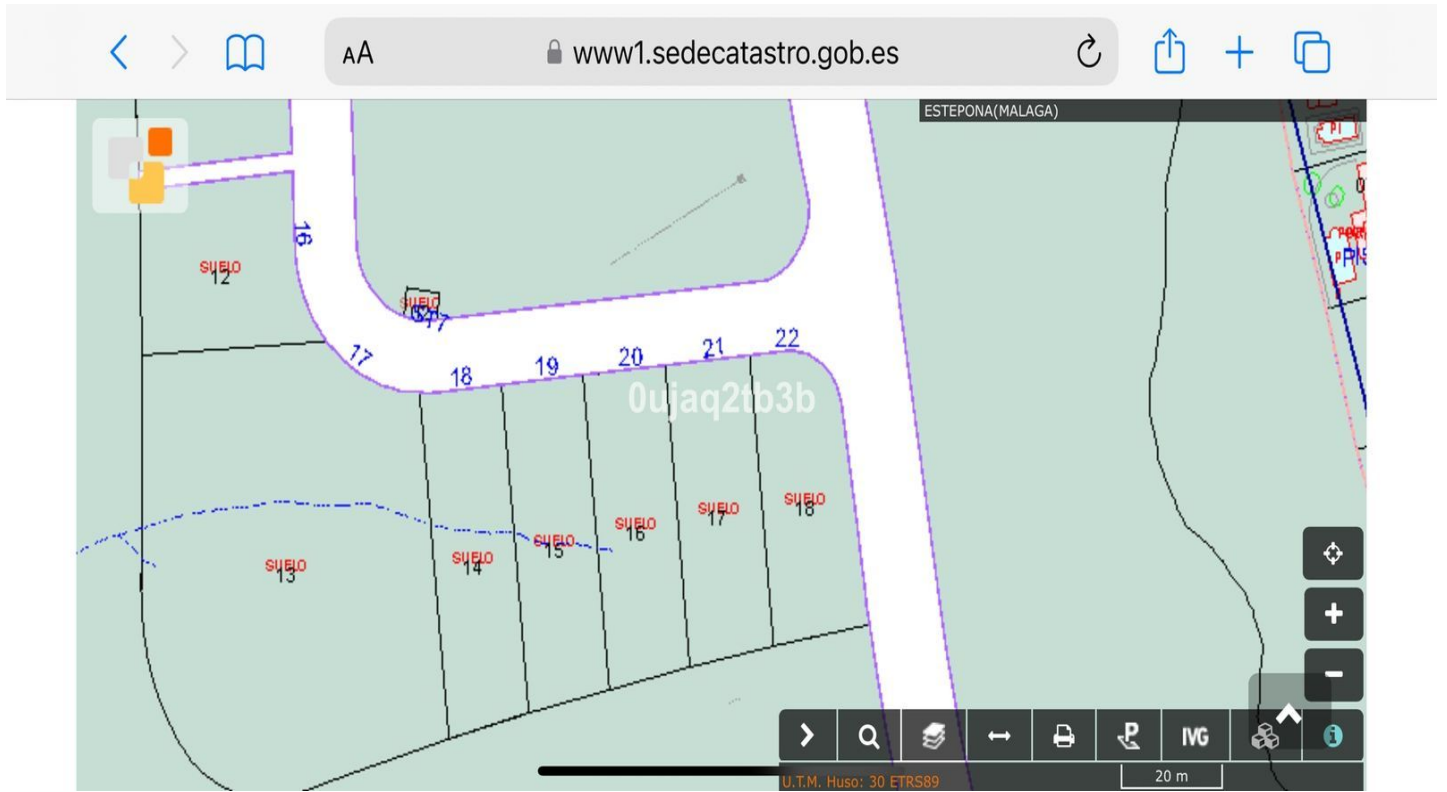 AA
www1.sedecatastro.gob.es
ESTEPONA(MALAGA)
PI
16
SUELO
12
SUELO
17
18
19
20
21
22
0ujaq2tb3b
SUELO
13
SUELO
14
SUELO
15
SUELO
16
SUELO
17
SUELO
18
IVG
U.T.M. Huso: 30 ETRS89
20 m